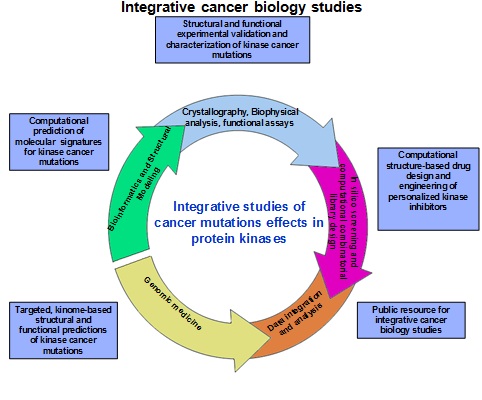 Integrative cancer biology studies
Structural and functional
experimental validation and
characterization of kinase cancer
mutations
Crystallography, Biophysical
analysis, functional assays
Computational
prediction of
molecular signatures
for kinase cancer
mutations
Bioinformatics and Structural
Modeling
Computational
structure-based drug
design and
engineering of
personalized kinase
inhibitors
In silico screening and
computational combinatorial
library design
Integrative studies of
cancer mutations effects in
protein kinases
Genomic medicine
Data integration
and analysis
Targeted, kinome-based
structural and
functional predictions
of kinase cancer
mutations
Public resource for
integrative cancer
biology studies